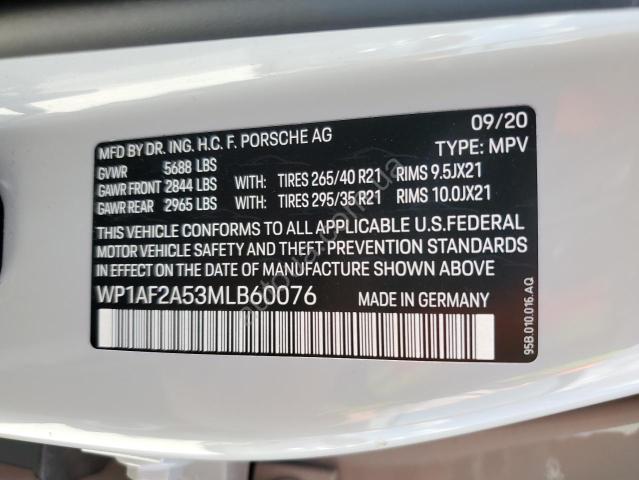 09/20
MFD BY DR. ING. H.C. F. PORSCHE AG TYPE: MPV
GVWR 5688 LBS
GAWR FRONT 2844 LBS WITH: TIRES 265/40 R21 RIMS 9.5JX21
GAWR REAR 2965 LBS WITH: TIRES 295/35 R21 RIMS 10.0JX21
THIS VEHICLE CONFORMS TO ALL APPLICABLE U.S.FEDERAL
MOTOR VEHICLE SAFETY AND THEFT PREVENTION STANDARDS
IN EFFECT ON THE DATE OF MANUFACTURE SHOWN ABOVE
WP1AF2A53MLB60076 MADE IN GERMANY
95B.010.016.AQ